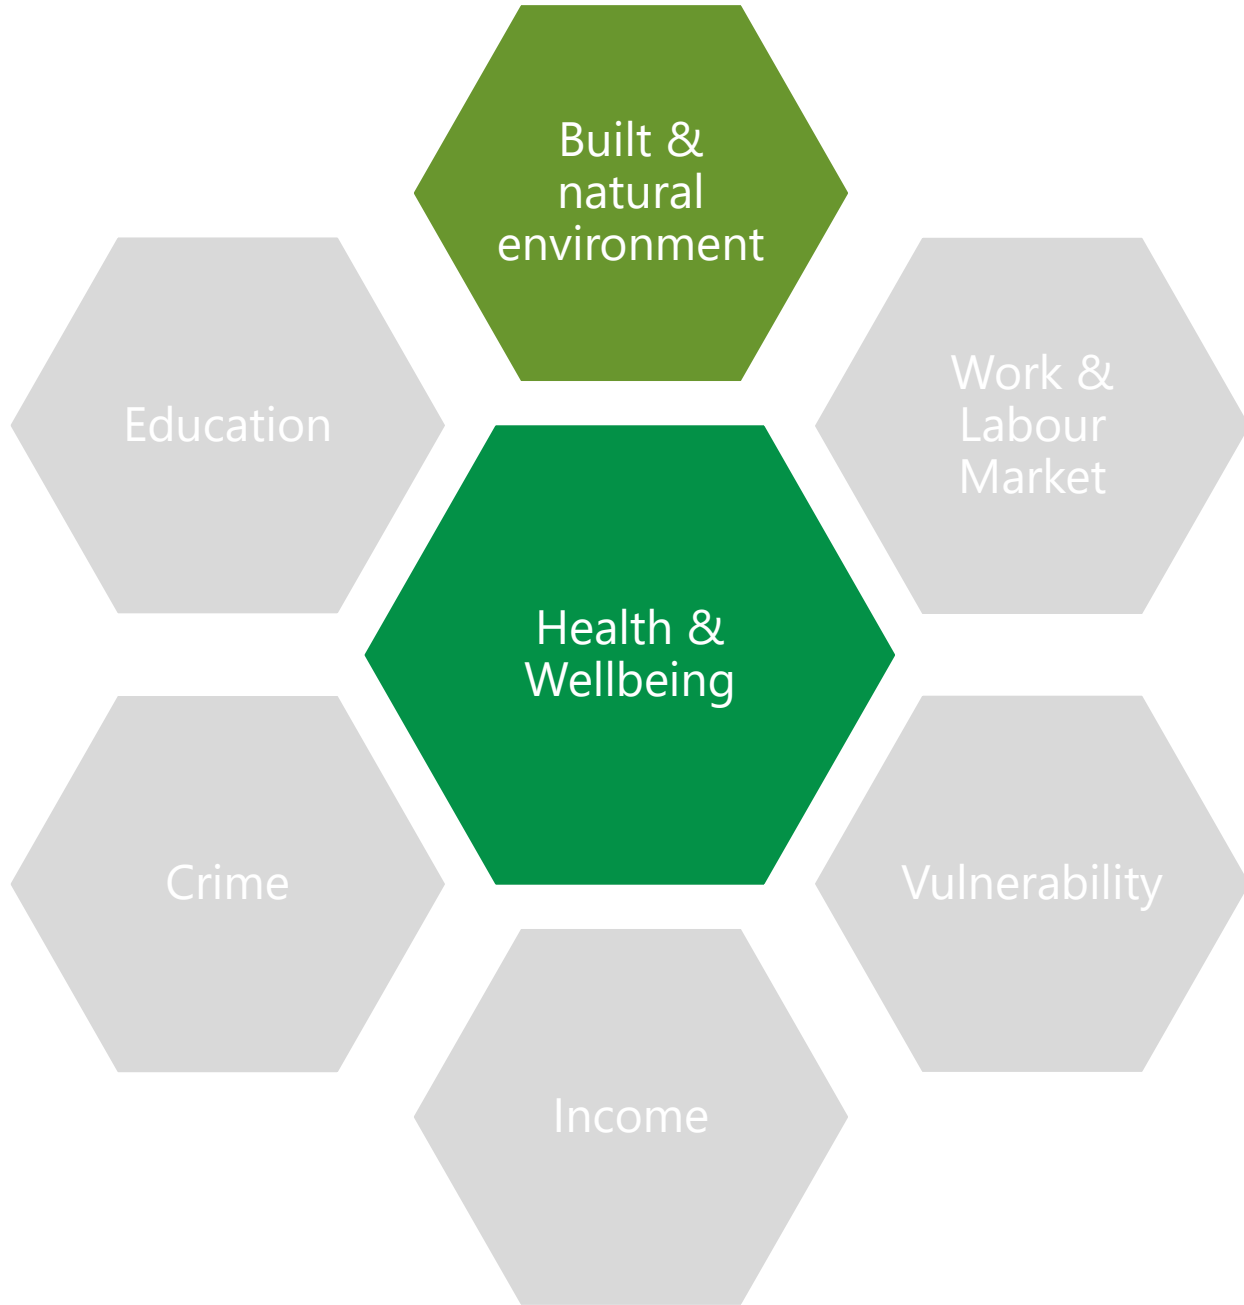 Built &
natural
environment
Education
Work &
Labour
Market
Health &
Wellbeing
Crime
Vulnerability
Income